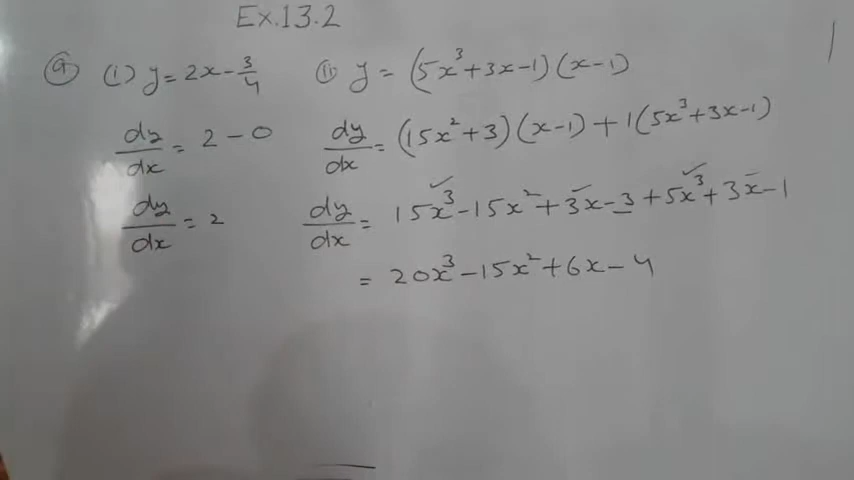 Ex.13.2
Q (i) y = 2x - 3/4 (ii) y = (5x³ + 3x - 1)(x - 1)
dy/dx = 2 - 0 dy/dx = (15x² + 3)(x - 1) + 1(5x³ + 3x - 1)
dy/dx = 2 dy/dx = 15x³ - 15x² + 3x - 3 + 5x³ + 3x - 1
= 20x³ - 15x² + 6x - 4